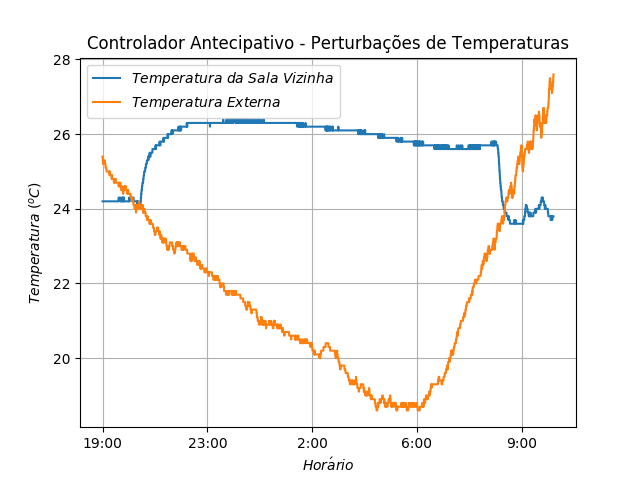 Controlador Antecipativo - Perturbações de Temperaturas
Temperatura da Sala Vizinha
Temperatura Externa
28
26
24
22
20
Temperatura (°C)
19:00 23:00 2:00 6:00 9:00
Horário